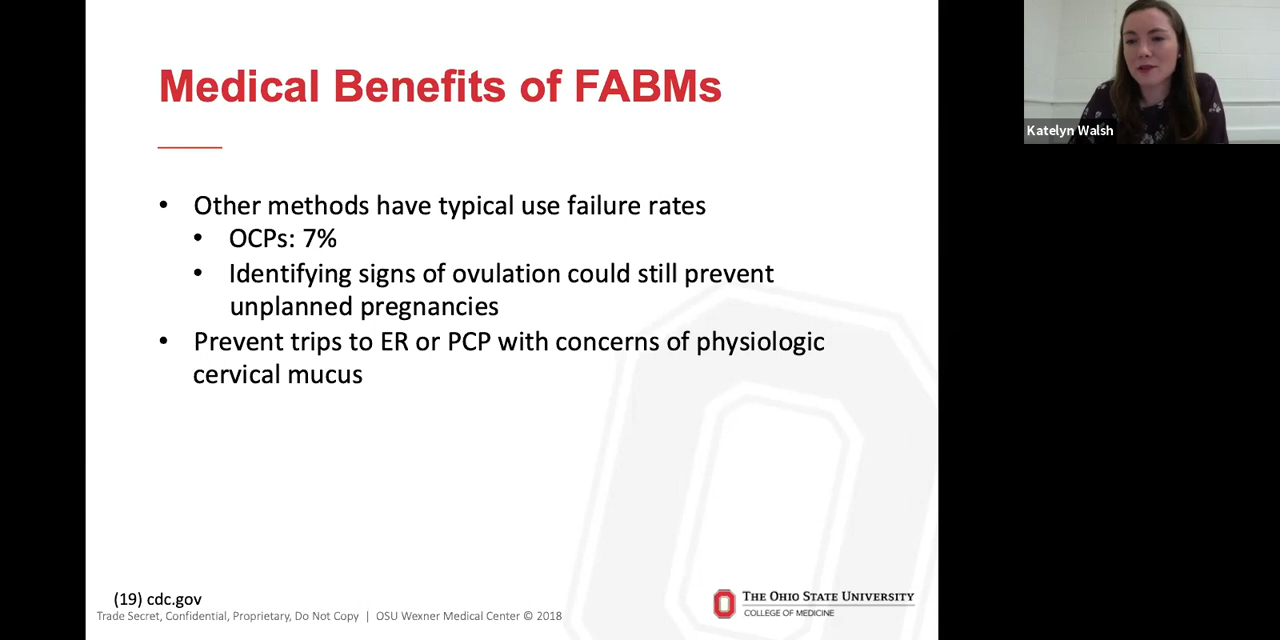 Medical Benefits of FABMs
Katelyn Walsh
• Other methods have typical use failure rates
• OCPs: 7%
• Identifying signs of ovulation could still prevent
unplanned pregnancies
• Prevent trips to ER or PCP with concerns of physiologic
cervical mucus
(19) cdc.gov
Trade Secret, Confidential, Proprietary, Do Not Copy | OSU Wexner Medical Center © 2018
THE OHIO STATE UNIVERSITY
COLLEGE OF MEDICINE